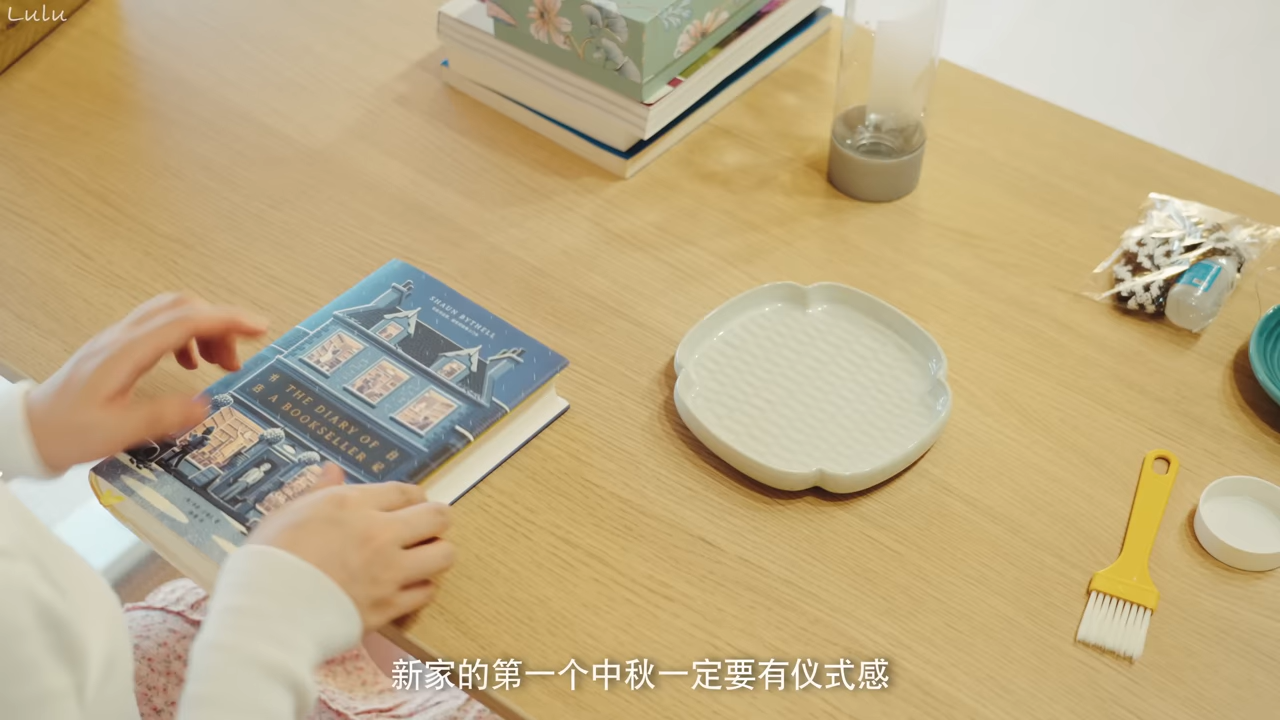 Lulu
SHAUN BYTHELL
THE DIARY OF
A BOOKSELLER
新家的第一个中秋一定要有仪式感